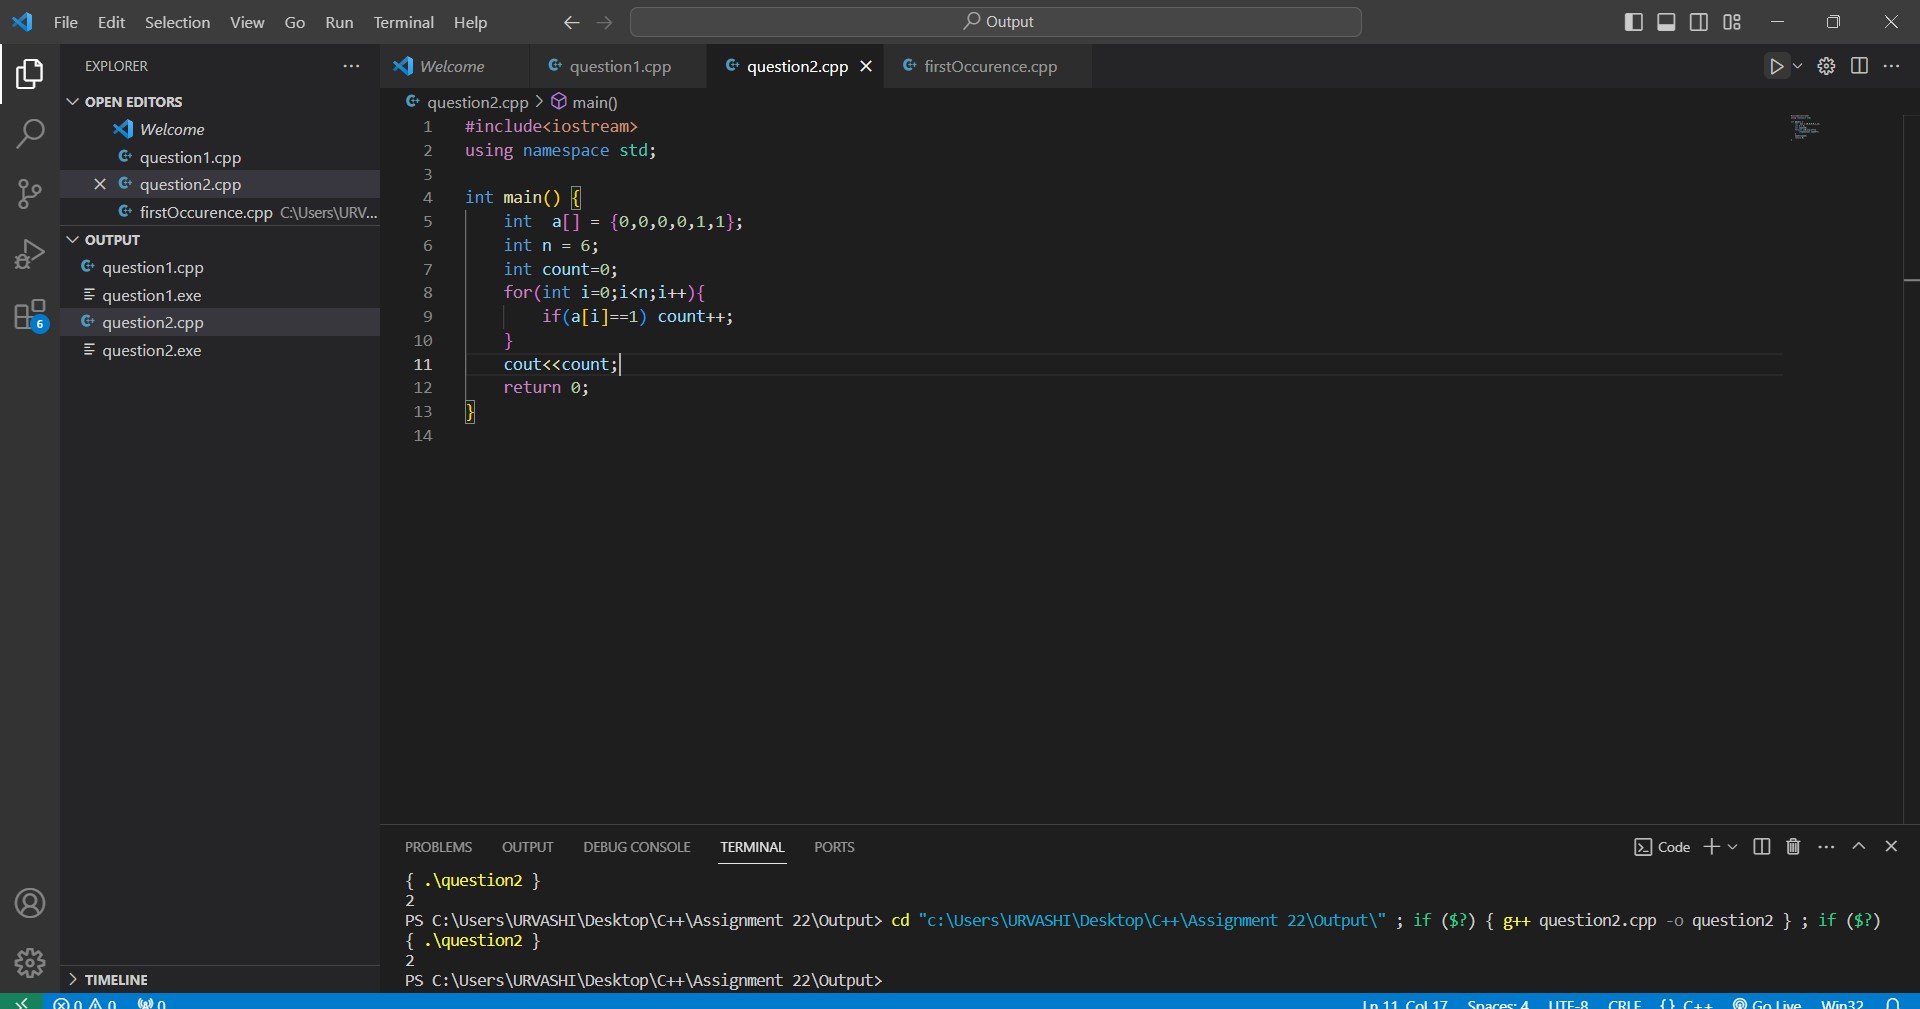 File Edit Selection View Go Run Terminal Help
Output
EXPLORER
OPEN EDITORS
Welcome
question1.cpp
question2.cpp
firstOccurence.cpp C:\Users\URV...
OUTPUT
question1.cpp
question1.exe
question2.cpp
question2.exe
TIMELINE
6
Welcome question1.cpp question2.cpp firstOccurence.cpp
question2.cpp > main()
1 #include<iostream>
2 using namespace std;
3
4 int main() {
5     int  a[] = {0,0,0,0,1,1};
6     int n = 6;
7     int count=0;
8     for(int i=0;i<n;i++){
9         if(a[i]==1) count++;
10     }
11     cout<<count;
12     return 0;
13 }
14
PROBLEMS OUTPUT DEBUG CONSOLE TERMINAL PORTS
Code
{ .\question2 }
2
PS C:\Users\URVASHI\Desktop\C++\Assignment 22\Output> cd "c:\Users\URVASHI\Desktop\C++\Assignment 22\Output\" ; if ($?) { g++ question2.cpp -o question2 } ; if ($?)
{ .\question2 }
2
PS C:\Users\URVASHI\Desktop\C++\Assignment 22\Output>
0 0 0 Ln 11, Col 17 Spaces: 4 UTF-8 CRLF {} C++ Go Live Win32